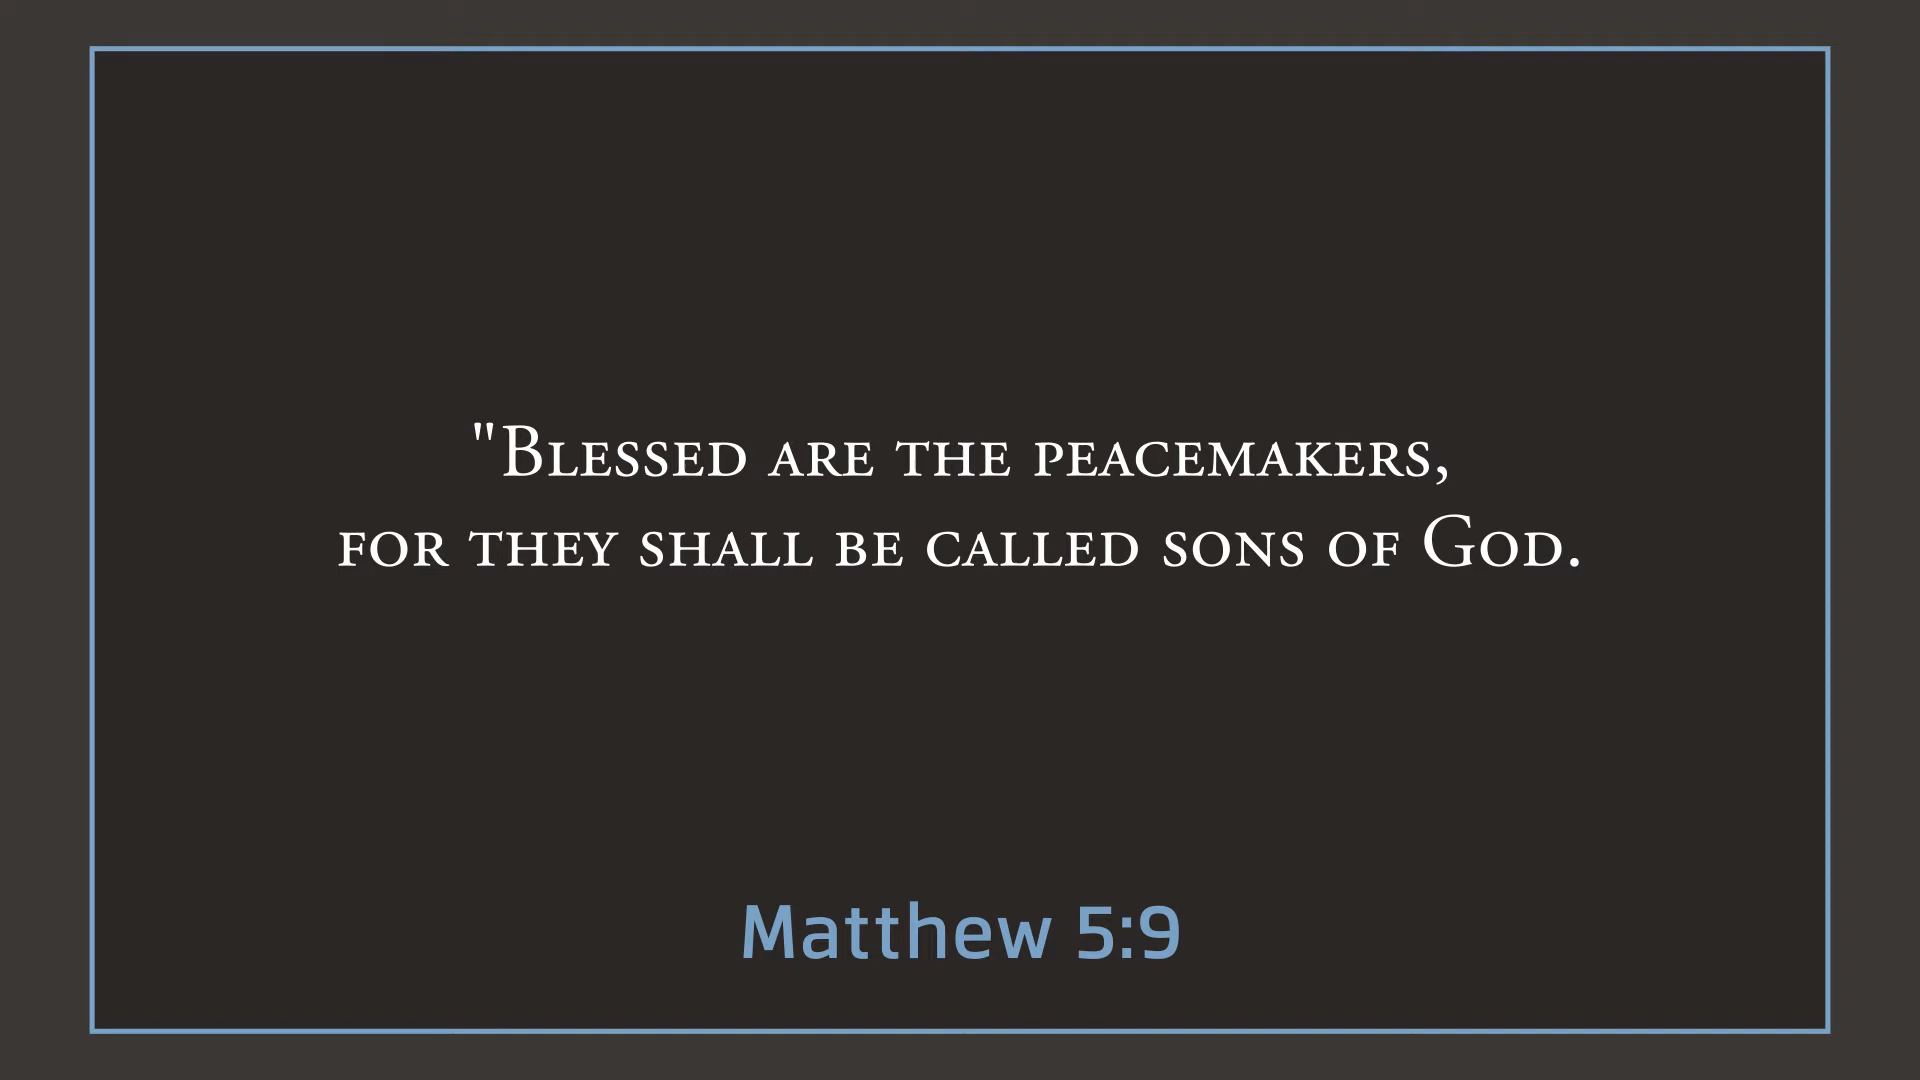 "Blessed are the peacemakers,
for they shall be called sons of God.
Matthew 5:9